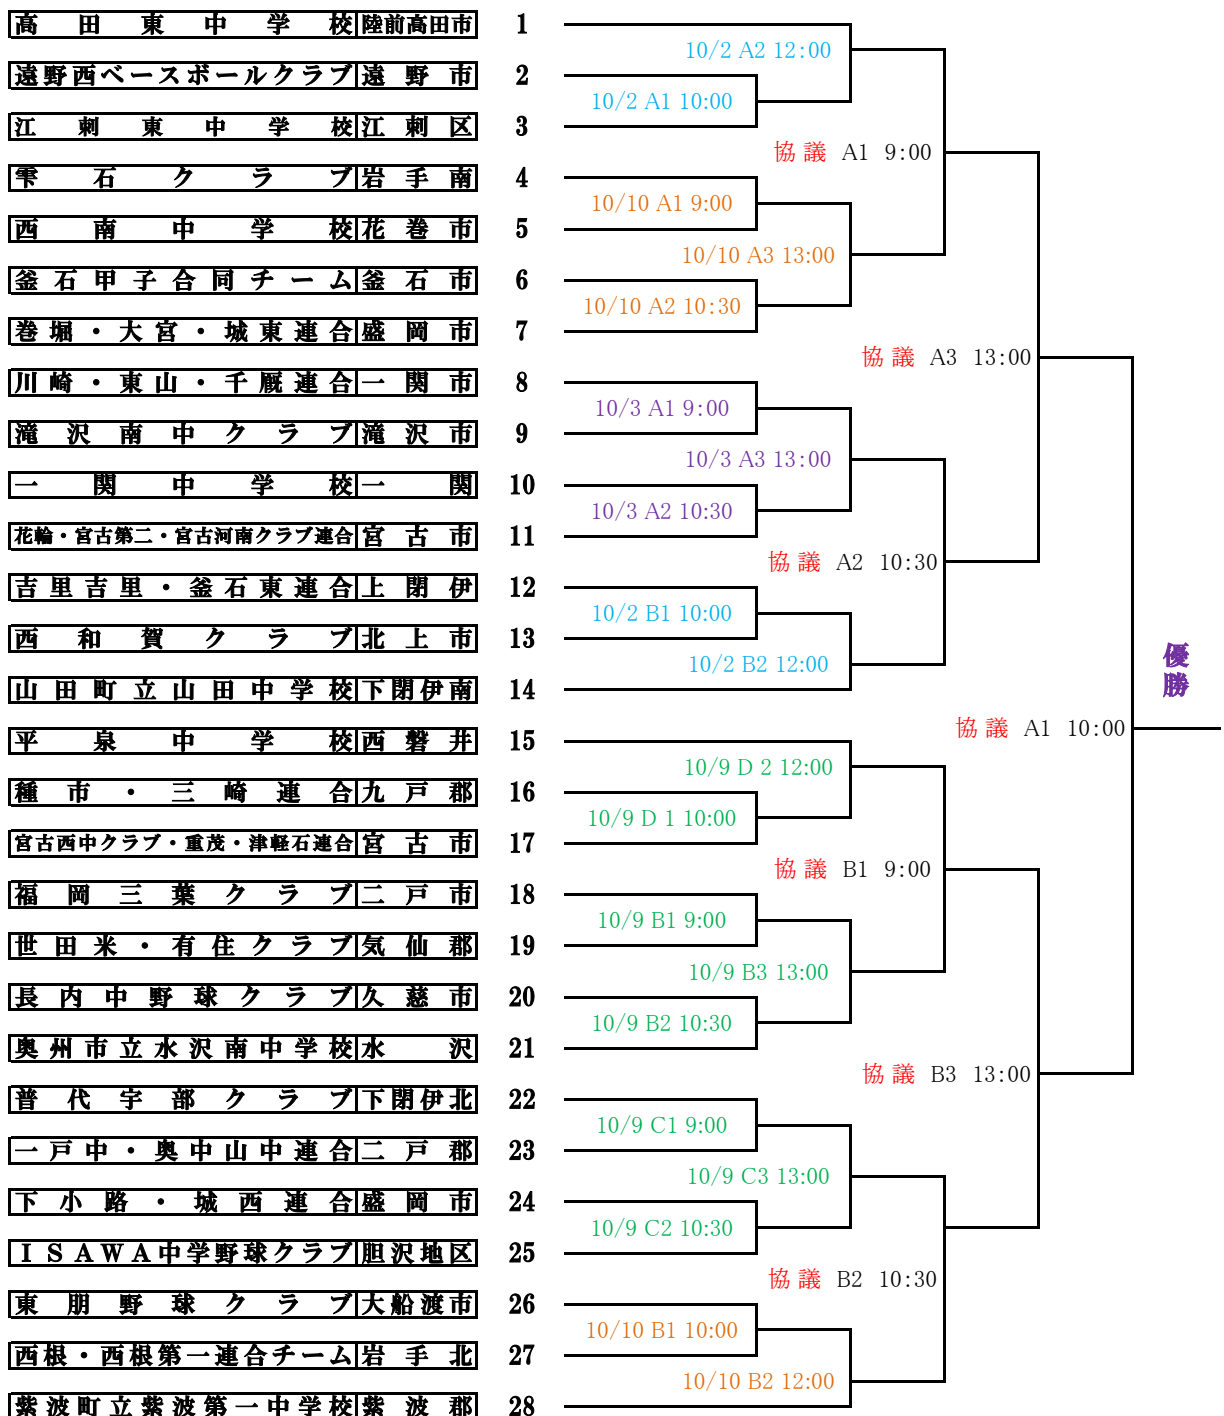 高田東中学校 陸前高田市 1
10/2 A2 12:00
遠野西ベースボールクラブ 遠野市 2
10/2 A1 10:00
江刺東中学校 江刺区 3
協議 A1 9:00
雫石クラブ 岩手南 4
10/10 A1 9:00
西南中学校 花巻市 5
10/10 A3 13:00
釜石甲子合同チーム 釜石市 6
10/10 A2 10:30
巻堀・大宮・城東連合 盛岡市 7
協議 A3 13:00
川崎・東山・千厩連合 一関市 8
10/3 A1 9:00
滝沢南中クラブ 滝沢市 9
10/3 A3 13:00
一関中学校 一関 10
10/3 A2 10:30
花輪・宮古第二・宮古河南クラブ連合 宮古市 11
協議 A2 10:30
吉里吉里・釜石東連合 上閉伊 12
10/2 B1 10:00
西和賀クラブ 北上市 13
10/2 B2 12:00
優勝
山田町立山田中学校 下閉伊南 14
協議 A1 10:00
平泉中学校 西磐井 15
10/9 D 2 12:00
種市・三崎連合 九戸郡 16
10/9 D 1 10:00
宮古西中クラブ・重茂・津軽石連合 宮古市 17
協議 B1 9:00
福岡三葉クラブ 二戸市 18
10/9 B1 9:00
世田米・有住クラブ 気仙郡 19
10/9 B3 13:00
長内中野球クラブ 久慈市 20
10/9 B2 10:30
奥州市立水沢南中学校 水沢 21
協議 B3 13:00
普代宇部クラブ 下閉伊北 22
10/9 C1 9:00
一戸中・奥中山中連合 二戸郡 23
10/9 C3 13:00
下小路・城西連合 盛岡市 24
10/9 C2 10:30
ISAWA中学野球クラブ 胆沢地区 25
協議 B2 10:30
東朋野球クラブ 大船渡市 26
10/10 B1 10:00
西根・西根第一連合チーム 岩手北 27
10/10 B2 12:00
紫波町立紫波第一中学校 紫波郡 28